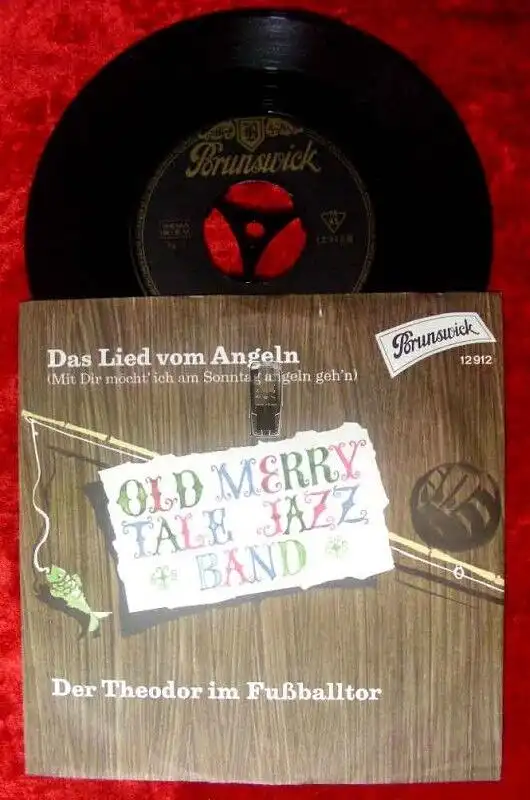 Brunswick
Brunswick
12912
Das Lied vom Angeln
(Mit Dir möcht' ich am Sonntag angeln geh'n)
OLD MERRY
TALE JAZZ
BAND
Der Theodor im Fußballtor